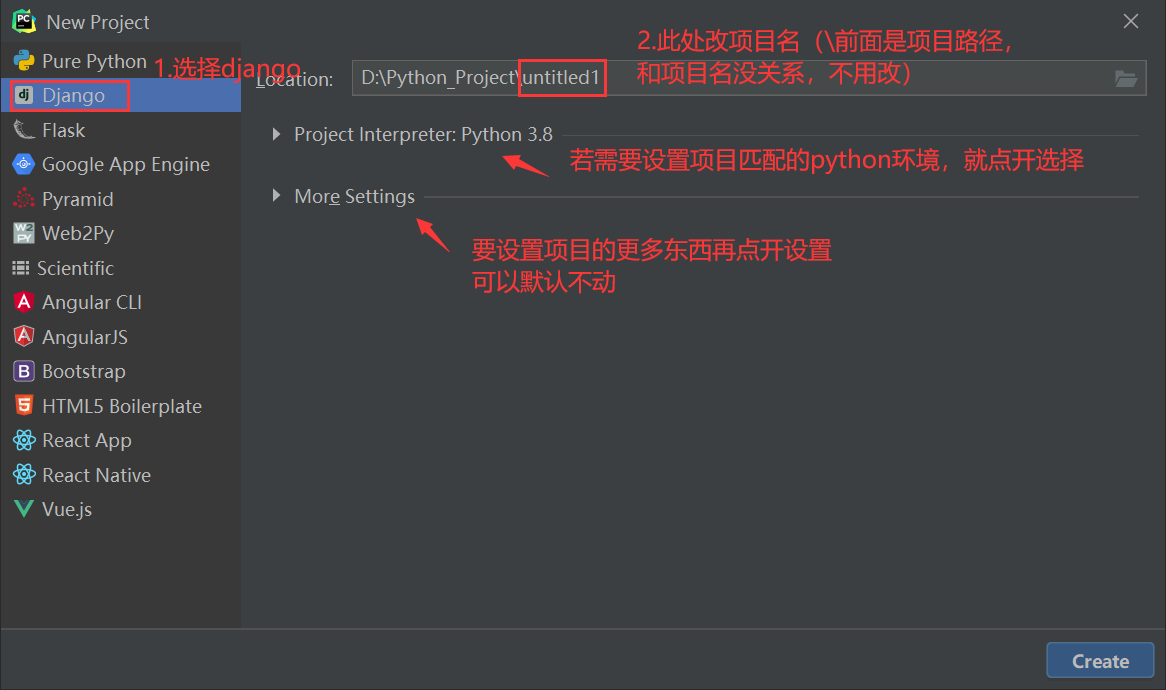 New Project
Pure Python
1.选择django
Django
Flask
Google App Engine
Pyramid
Web2Py
Scientific
Angular CLI
AngularJS
Bootstrap
HTML5 Boilerplate
React App
React Native
Vue.js
Location:
D:\Python_Project\untitled1
2.此处改项目名（\前面是项目路径，
和项目名没关系，不用改）
Project Interpreter: Python 3.8
若需要设置项目匹配的python环境，就点开选择
More Settings
要设置项目的更多东西再点开设置
可以默认不动
Create